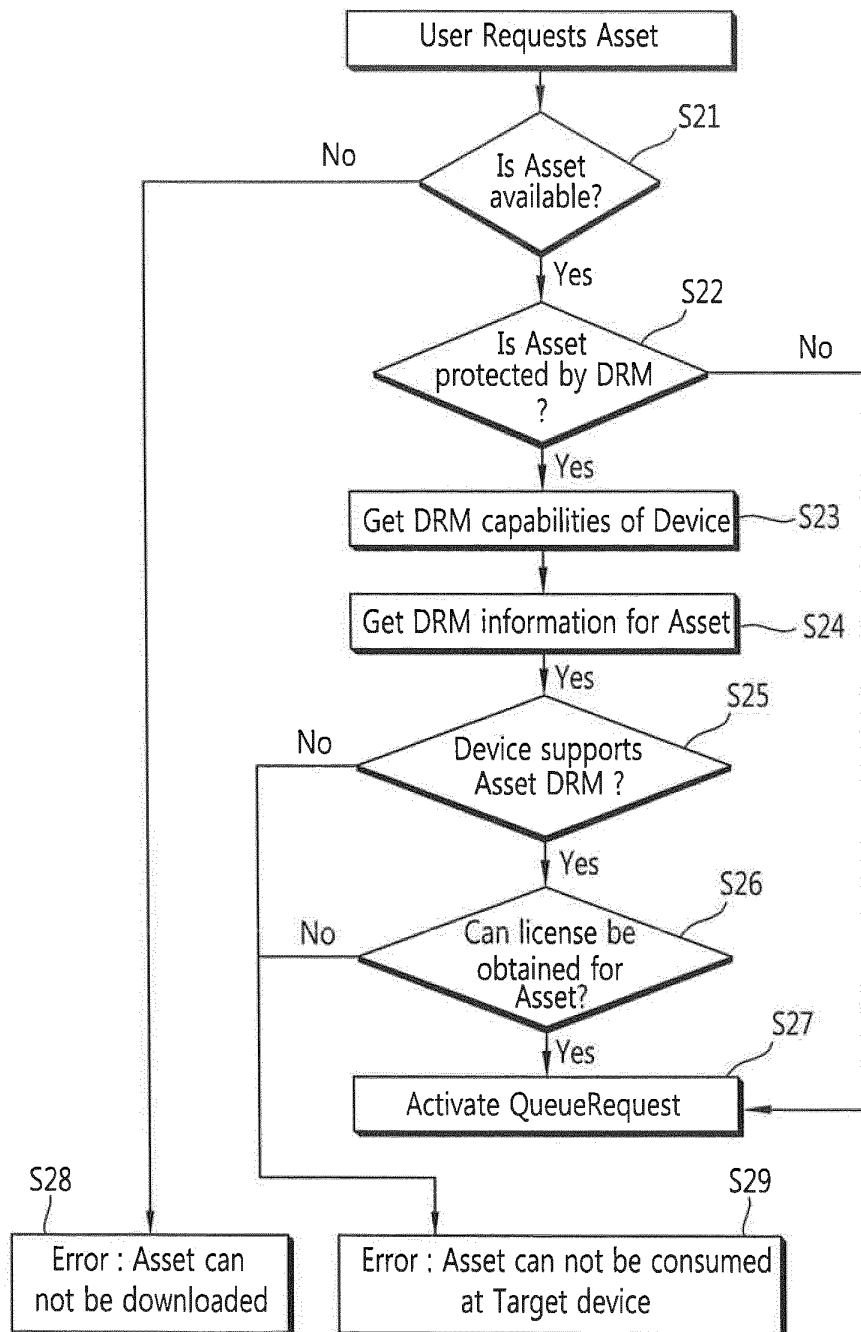 User Requests Asset
S21
No
Is Asset
available?
Yes
S22
Is Asset
protected by DRM
?
No
Yes
Get DRM capabilities of Device
S23
Get DRM information for Asset
S24
Yes
S25
No
Device supports
Asset DRM ?
Yes
S26
No
Can license be
obtained for
Asset?
S27
Yes
Activate QueueRequest
S28
S29
Error : Asset can
not be downloaded
Error : Asset can not be consumed
at Target device